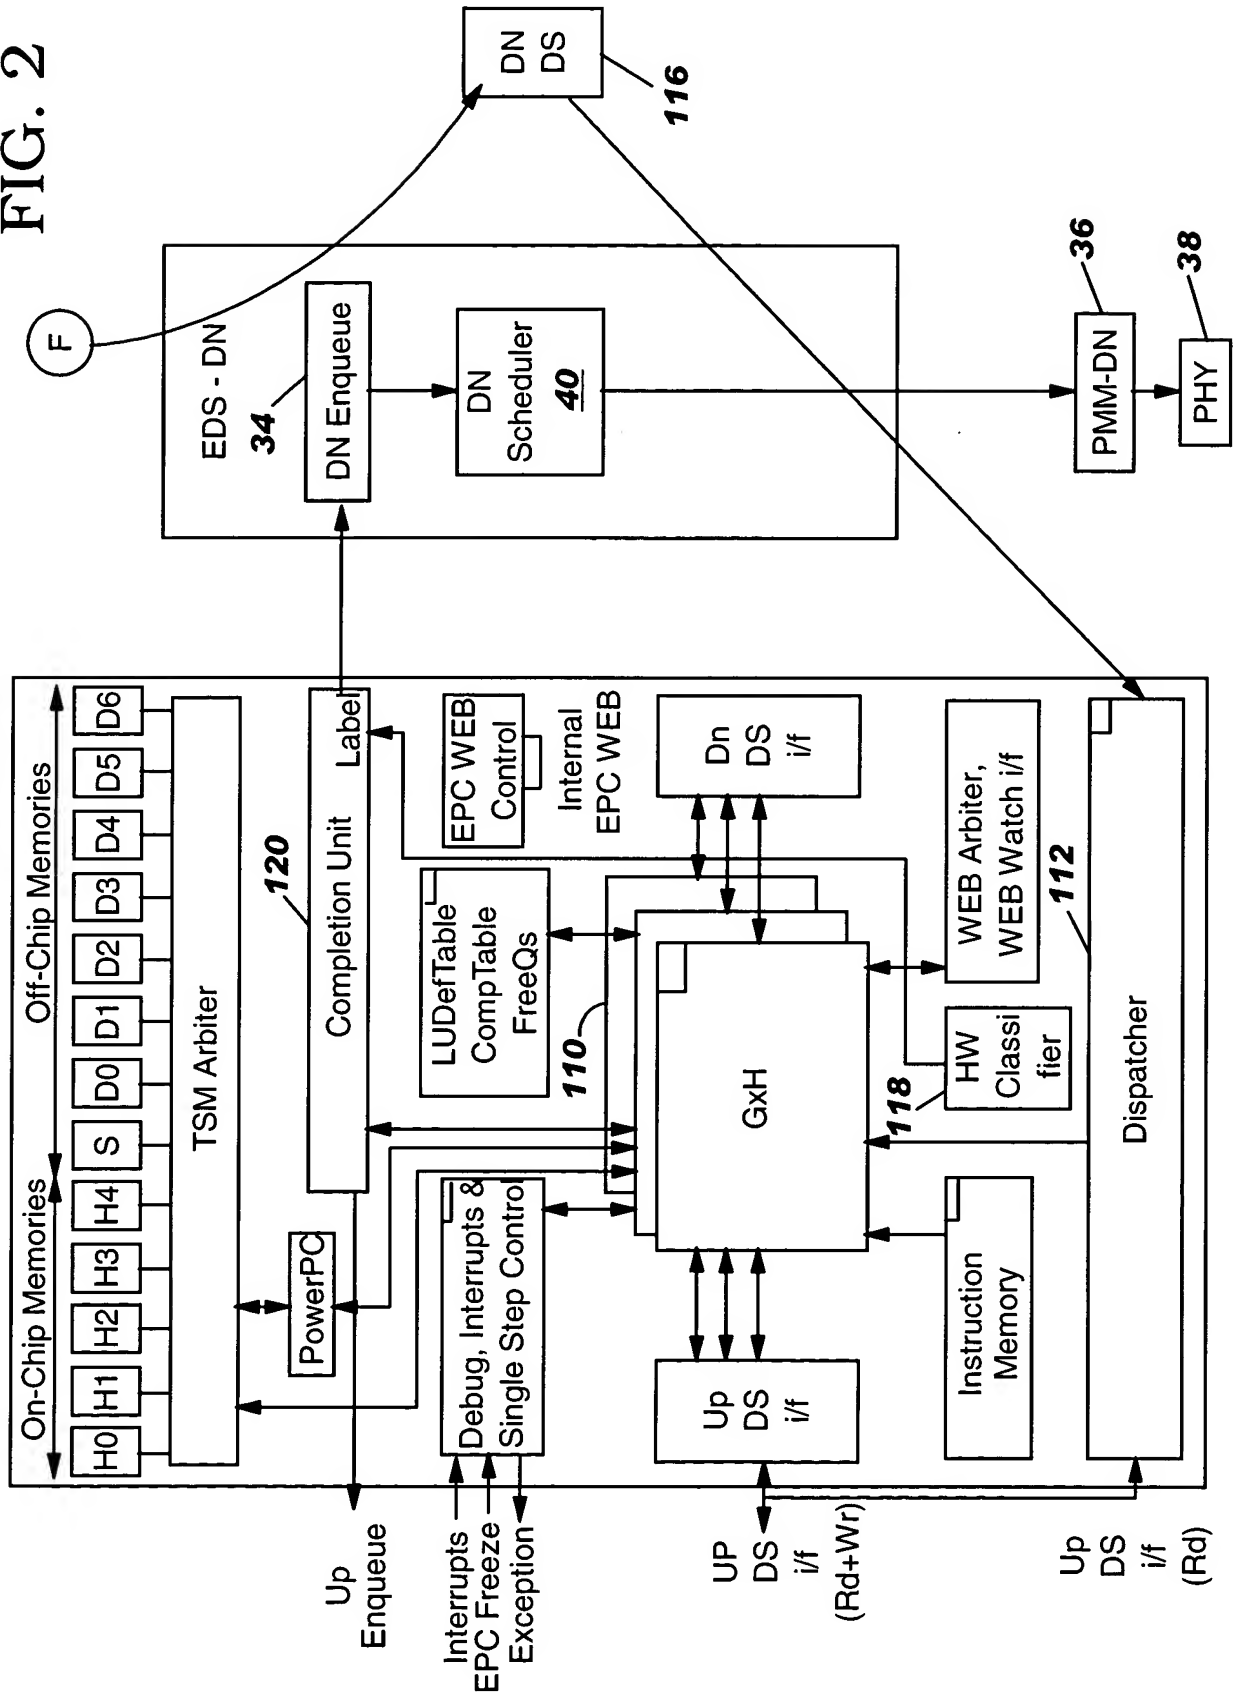 FIG. 2
On-Chip Memories
Off-Chip Memories
H0
H1
H2
H3
H4
S
D0
D1
D2
D3
D4
D5
D6
TSM Arbiter
PowerPC
120
Completion Unit
Label
Up
Enqueue
Interrupts
EPC Freeze
Exception
Debug, Interrupts &
Single Step Control
LUDefTable
CompTable
FreeQs
EPC WEB
Control
Internal
EPC WEB
110
GxH
Up
DS
i/f
Dn
DS
i/f
UP
DS
i/f
(Rd+Wr)
Instruction
Memory
118
HW
Classi
fier
WEB Arbiter,
WEB Watch i/f
112
Dispatcher
Up
DS
i/f
(Rd)
F
EDS - DN
34
DN Enqueue
DN
Scheduler
40
DN
DS
116
PMM-DN
36
PHY
38